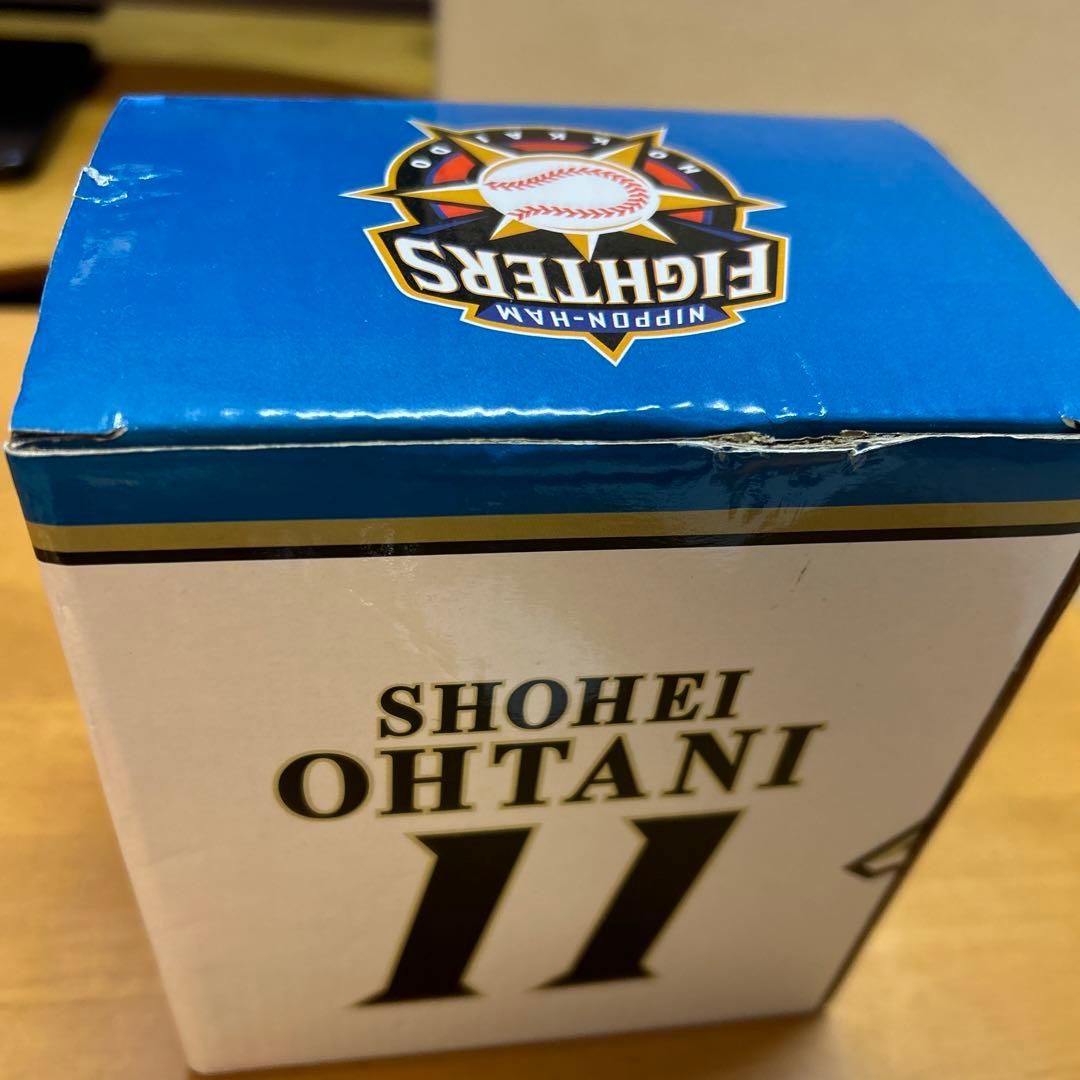 HOKKAIDO
FIGHTERS
NIPPON-HAM
SHOHEI
OHTANI
11